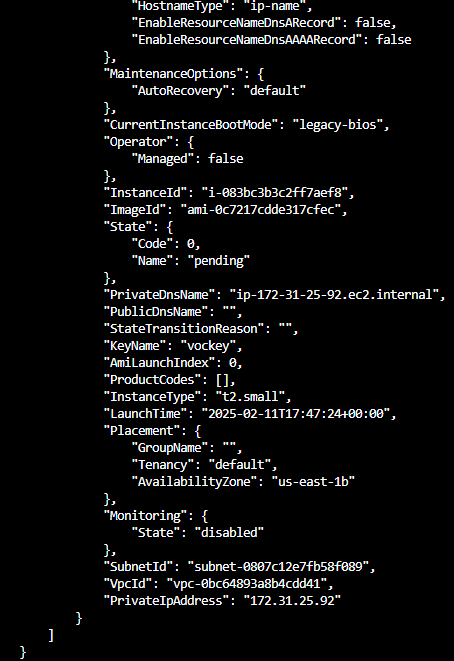 "HostnameType": "ip-name",
"EnableResourceNameDnsARecord": false,
"EnableResourceNameDnsAAAARecord": false
},
"MaintenanceOptions": {
"AutoRecovery": "default"
},
"CurrentInstanceBootMode": "legacy-bios",
"Operator": {
"Managed": false
},
"InstanceId": "i-083bc3b3c2ff7aef8",
"ImageId": "ami-0c7217cdde317cfec",
"State": {
"Code": 0,
"Name": "pending"
},
"PrivateDnsName": "ip-172-31-25-92.ec2.internal",
"PublicDnsName": "",
"StateTransitionReason": "",
"KeyName": "vockey",
"AmiLaunchIndex": 0,
"ProductCodes": [],
"InstanceType": "t2.small",
"LaunchTime": "2025-02-11T17:47:24+00:00",
"Placement": {
"GroupName": "",
"Tenancy": "default",
"AvailabilityZone": "us-east-1b"
},
"Monitoring": {
"State": "disabled"
},
"SubnetId": "subnet-0807c12e7fb58f089",
"VpcId": "vpc-0bc64893a8b4cdd41",
"PrivateIpAddress": "172.31.25.92"
}
]
}